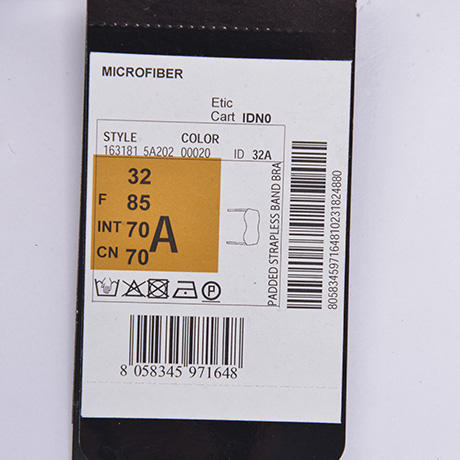 MICROFIBER
Etic
Cart IDN0
STYLE COLOR
163181 5A202 00020 ID 32A
32
F 85
INT 70 A
CN 70
P
PADDED STRAPLESS BAND BRA
805834597164810231824880
8 058345 971648